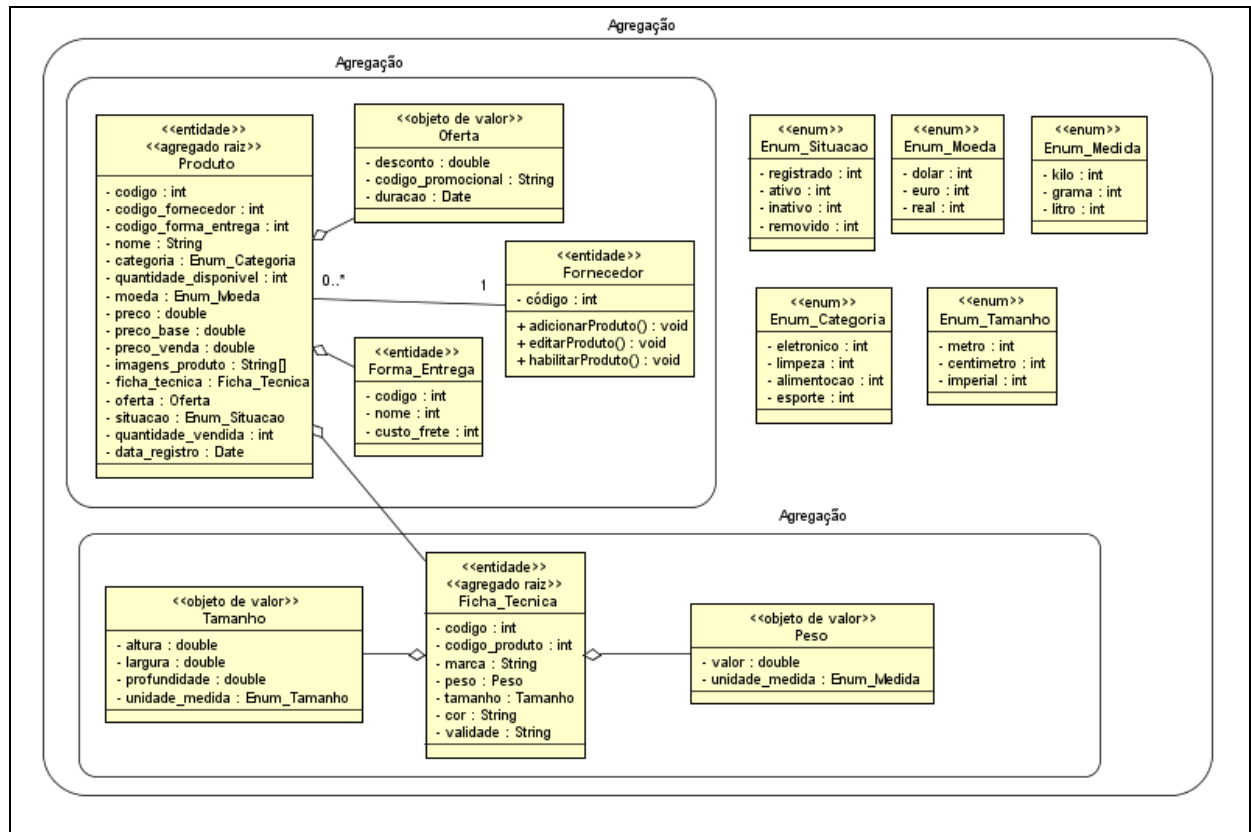 Agregação
Agregação
<<entidade>>
<<agregado raiz>>
Produto
- codigo : int
- codigo_fornecedor : int
- codigo_forma_entrega : int
- nome : String
- categoria : Enum_Categoria
- quantidade_disponivel : int
- moeda : Enum_Moeda
- preco : double
- preco_base : double
- preco_venda : double
- imagens_produto : String[]
- ficha_tecnica : Ficha_Tecnica
- oferta : Oferta
- situacao : Enum_Situacao
- quantidade_vendida : int
- data_registro : Date
<<objeto de valor>>
Oferta
- desconto : double
- codigo_promocional : String
- duracao : Date
0..*
1
<<entidade>>
Fornecedor
- código : int
+ adicionarProduto() : void
+ editarProduto() : void
+ habilitarProduto() : void
<<entidade>>
Forma_Entrega
- codigo : int
- nome : int
- custo_frete : int
<<enum>>
Enum_Situacao
- registrado : int
- ativo : int
- inativo : int
- removido : int
<<enum>>
Enum_Moeda
- dolar : int
- euro : int
- real : int
<<enum>>
Enum_Medida
- kilo : int
- grama : int
- litro : int
<<enum>>
Enum_Categoria
- eletronico : int
- limpeza : int
- alimentocao : int
- esporte : int
<<enum>>
Enum_Tamanho
- metro : int
- centimetro : int
- imperial : int
Agregação
<<objeto de valor>>
Tamanho
- altura : double
- largura : double
- profundidade : double
- unidade_medida : Enum_Tamanho
<<entidade>>
<<agregado raiz>>
Ficha_Tecnica
- codigo : int
- codigo_produto : int
- marca : String
- peso : Peso
- tamanho : Tamanho
- cor : String
- validade : String
<<objeto de valor>>
Peso
- valor : double
- unidade_medida : Enum_Medida